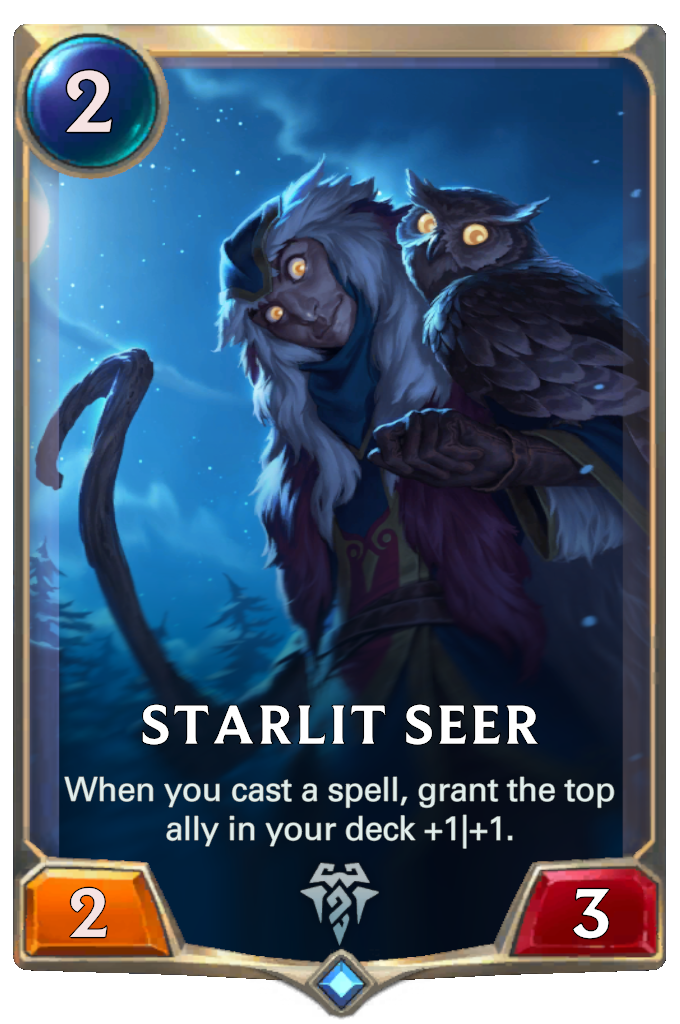 2
STARLIT SEER
When you cast a spell, grant the top
ally in your deck +1|+1.
2
3